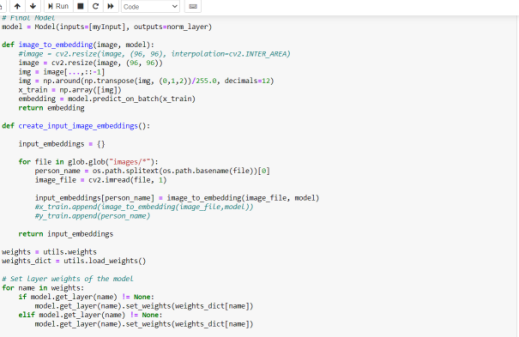 Run
Code
# Final Model
model = Model(inputs=[myInput], outputs=norm_layer)
def image_to_embedding(image, model):
#image = cv2.resize(image, (96, 96), interpolation=cv2.INTER_AREA)
image = cv2.resize(image, (96, 96))
img = image[...,::-1]
img = np.around(np.transpose(img, (0,1,2))/255.0, decimals=12)
x_train = np.array([img])
embedding = model.predict_on_batch(x_train)
return embedding
def create_input_image_embeddings():
input_embeddings = {}
for file in glob.glob("images/*"):
person_name = os.path.splitext(os.path.basename(file))[0]
image_file = cv2.imread(file, 1)
input_embeddings[person_name] = image_to_embedding(image_file, model)
#x_train.append(image_to_embedding(image_file,model))
#y_train.append(person_name)
return input_embeddings
weights = utils.weights
weights_dict = utils.load_weights()
# Set layer weights of the model
for name in weights:
if model.get_layer(name) != None:
model.get_layer(name).set_weights(weights_dict[name])
elif model.get_layer(name) != None:
model.get_layer(name).set_weights(weights_dict[name])